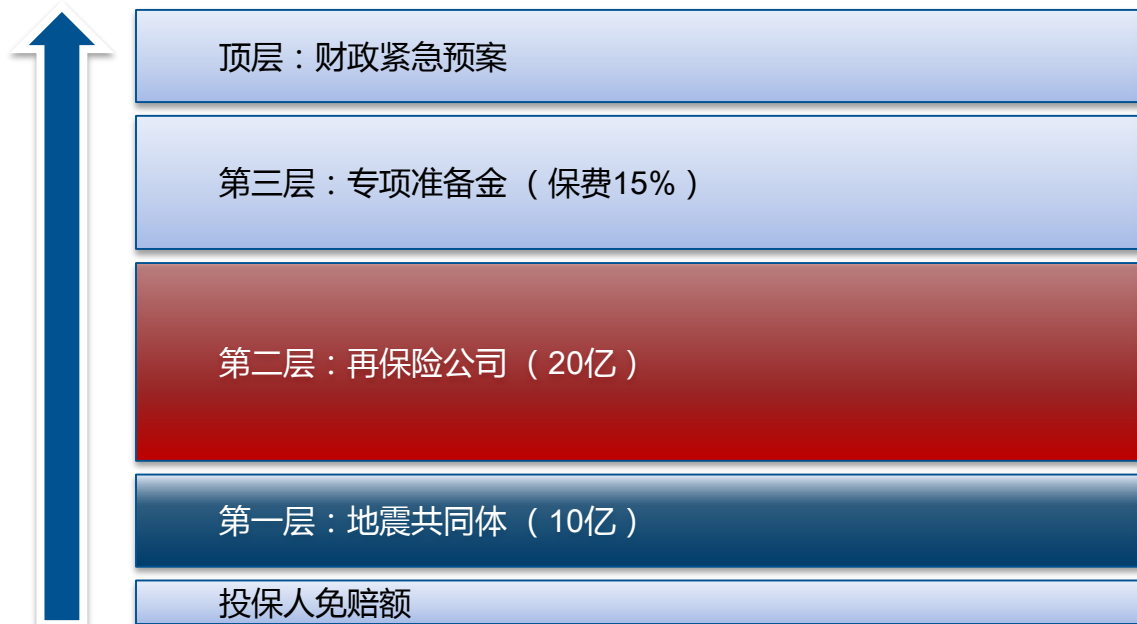 顶层：财政紧急预案
第三层：专项准备金（保费15%）
第二层：再保险公司（20亿）
第一层：地震共同体（10亿）
投保人免赔额